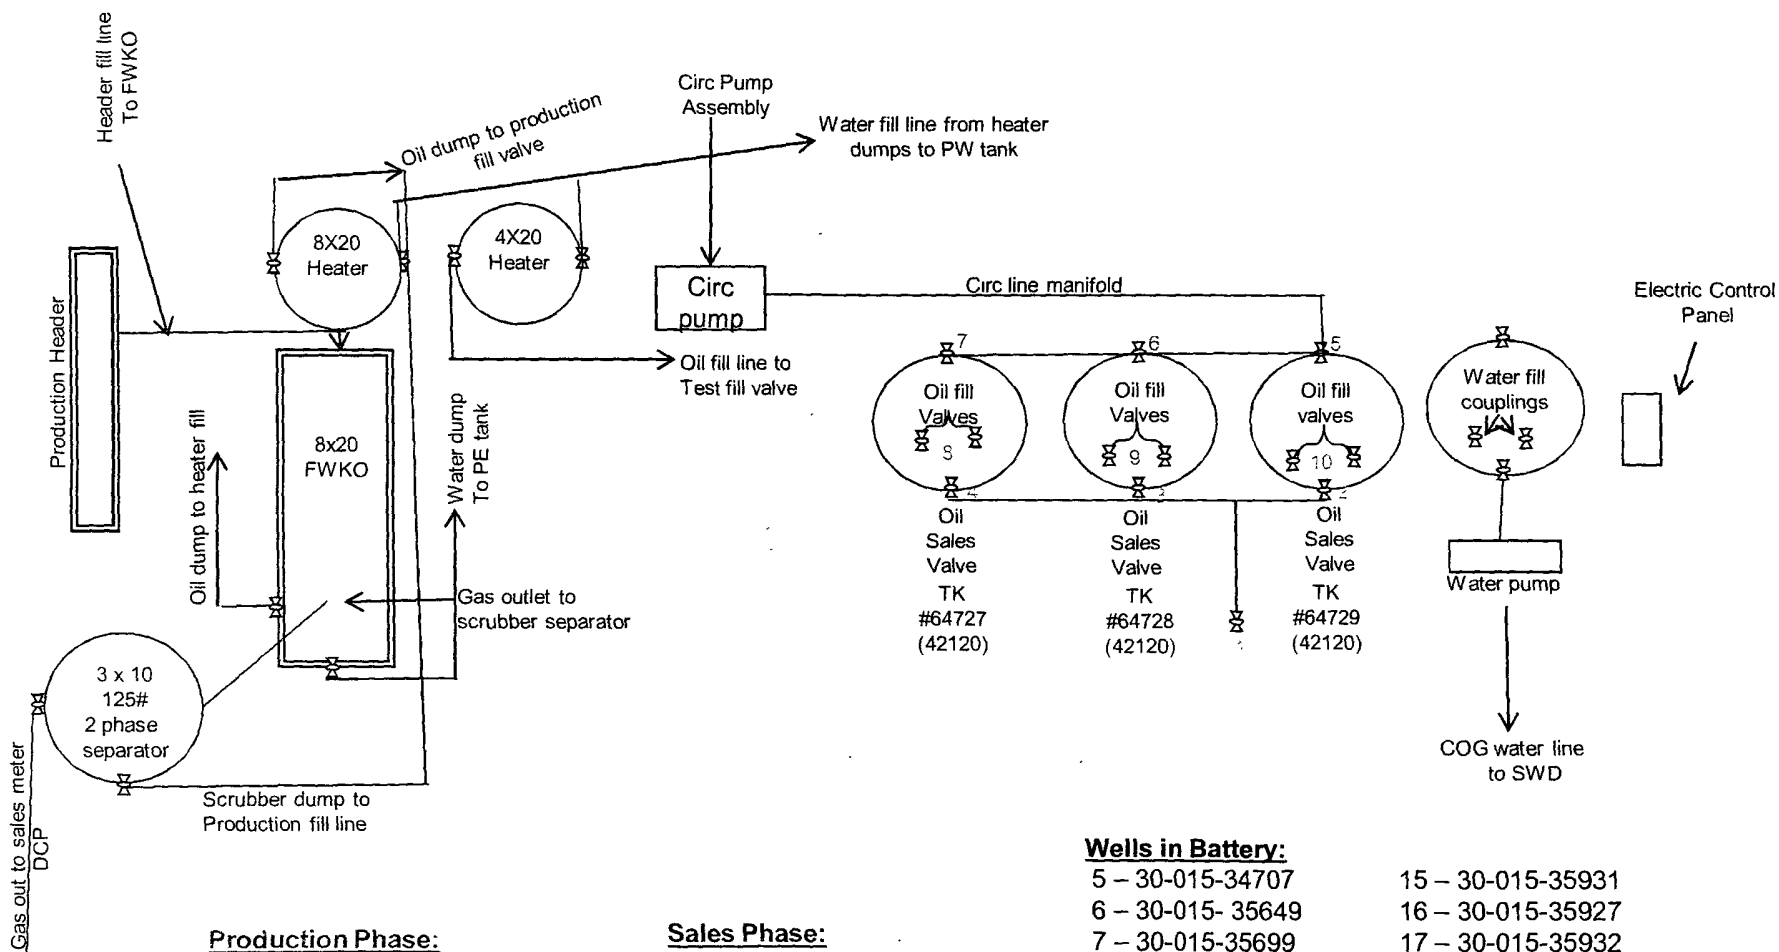 Header fill line
To FWKO
Oil dump to production
fill valve
Circ Pump
Assembly
Water fill line from heater
dumps to PW tank
8X20
Heater
4X20
Heater
Circ
pump
Circ line manifold
Electric Control
Panel
Production Header
Oil fill line to
Test fill valve
7
6
5
Oil fill
Valves
8
Oil fill
Valves
9
Oil fill
valves
10
Water fill
couplings
8x20
FWKO
Oil dump to heater fill
Water dump
To PE tank
4
3
2
Oil
Sales
Valve
TK
#64727
(42120)
Oil
Sales
Valve
TK
#64728
(42120)
Oil
Sales
Valve
TK
#64729
(42120)
Water pump
Gas outlet to
scrubber separator
3 x 10
125#
2 phase
separator
COG water line
to SWD
Scrubber dump to
Production fill line
Gas out to sales meter
DCP
Production Phase:
Sales Phase:
Wells in Battery:
5 – 30-015-34707
6 – 30-015- 35649
7 – 30-015-35699
15 – 30-015-35931
16 – 30-015-35927
17 – 30-015-35932